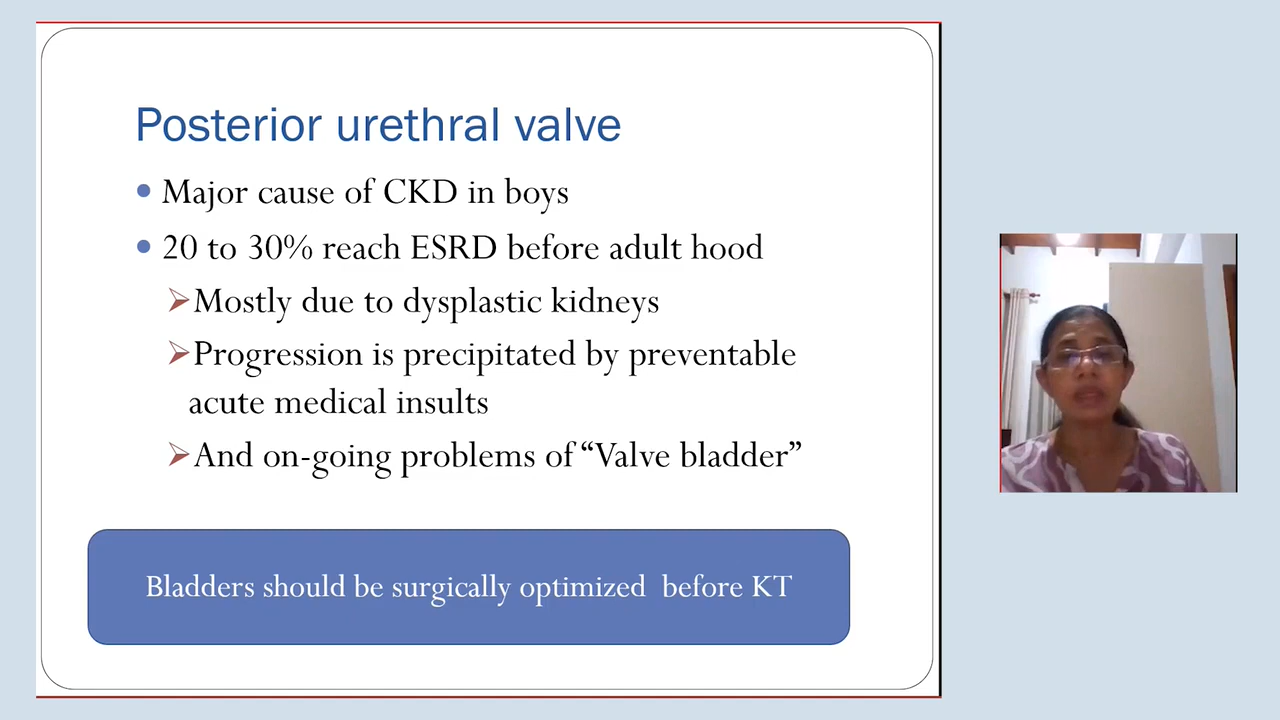 Posterior urethral valve
Major cause of CKD in boys
20 to 30% reach ESRD before adult hood
Mostly due to dysplastic kidneys
Progression is precipitated by preventable
acute medical insults
And on-going problems of “Valve bladder”
Bladders should be surgically optimized before KT